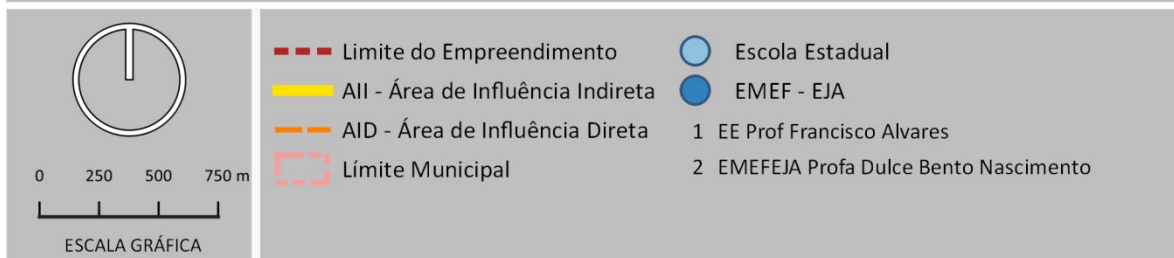 0 250 500 750 m
ESCALA GRÁFICA
Limite do Empreendimento
AII - Área de Influência Indireta
AID - Área de Influência Direta
Límite Municipal
Escola Estadual
EMEF - EJA
1 EE Prof Francisco Alvares
2 EMEFEJA Profa Dulce Bento Nascimento